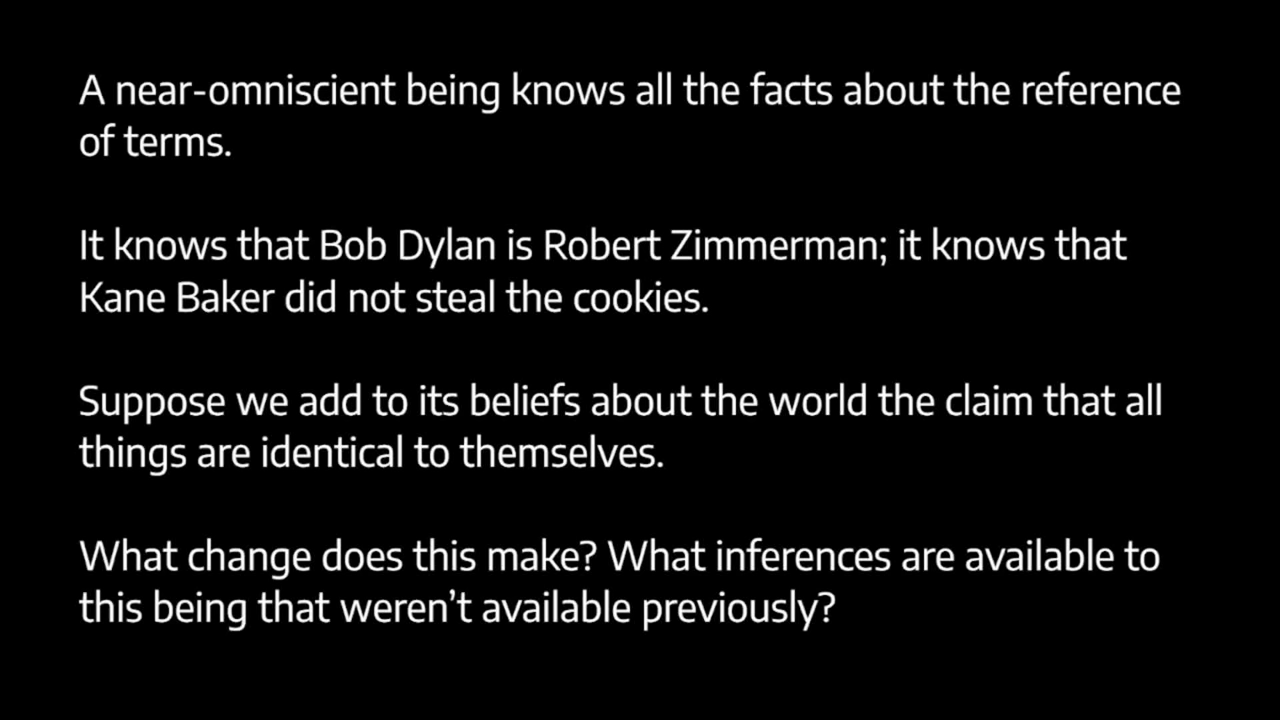 A near-omniscient being knows all the facts about the reference
of terms.
It knows that Bob Dylan is Robert Zimmerman; it knows that
Kane Baker did not steal the cookies.
Suppose we add to its beliefs about the world the claim that all
things are identical to themselves.
What change does this make? What inferences are available to
this being that weren’t available previously?